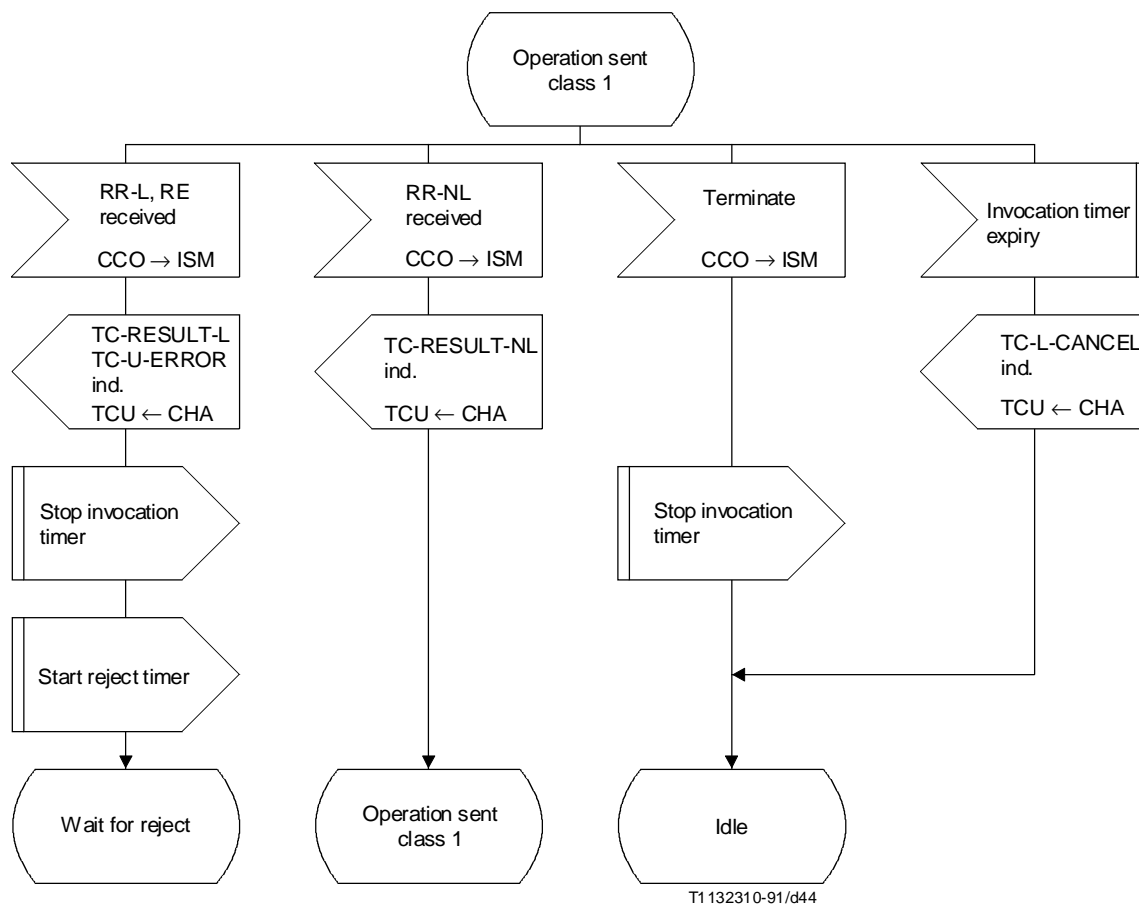 Operation sent
class 1
RR-L, RE
received
CCO → ISM
RR-NL
received
CCO → ISM
Terminate
CCO → ISM
Invocation timer
expiry
TC-RESULT-L
TC-U-ERROR
ind.
TCU ← CHA
TC-RESULT-NL
ind.
TCU ← CHA
TC-L-CANCEL
ind.
TCU ← CHA
Stop invocation
timer
Stop invocation
timer
Start reject timer
Wait for reject
Operation sent
class 1
Idle
T1132310-91/d44